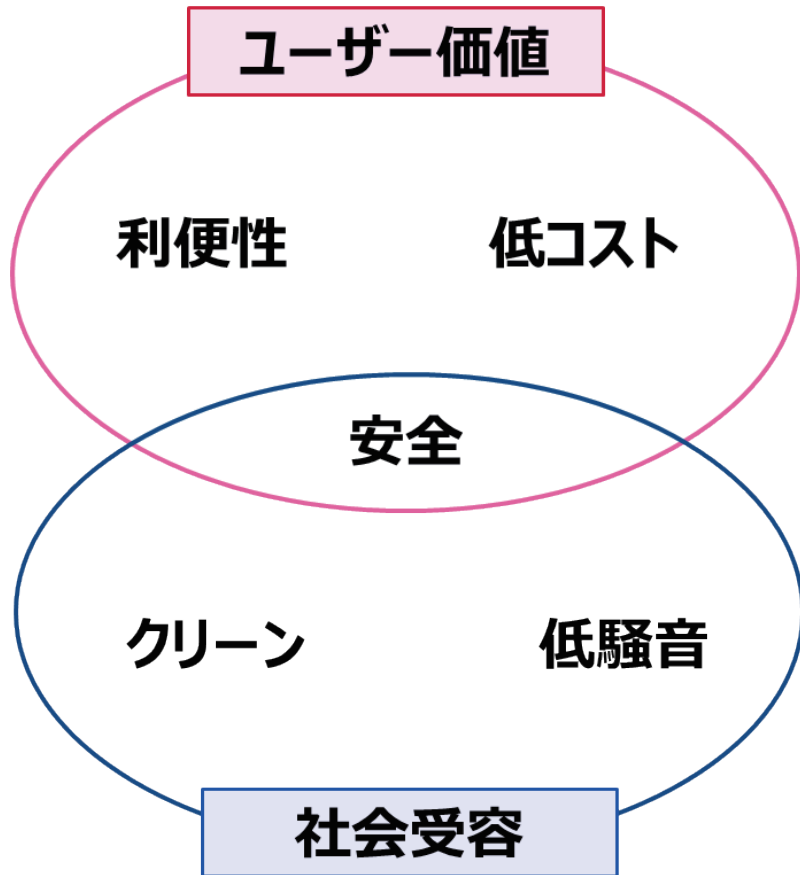 ユーザー価値
利便性
低コスト
安全
クリーン
低騒音
社会受容